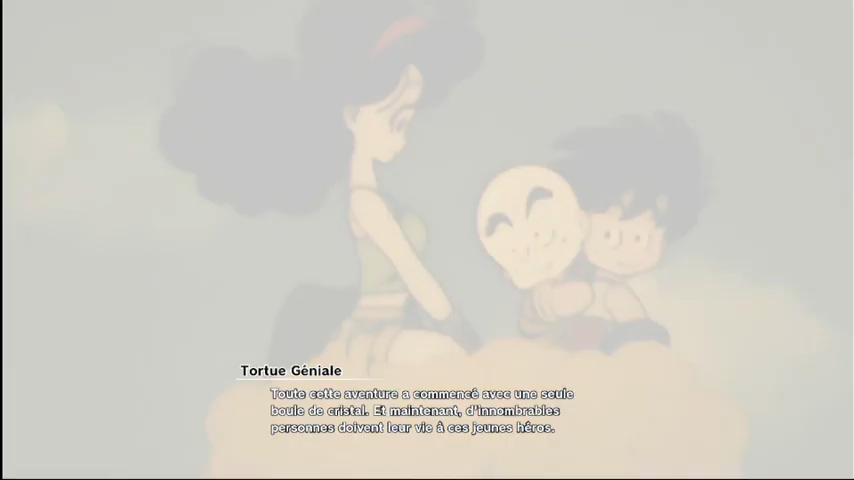 Tortue Géniale
Toute cette aventure a commencé avec une seule
boule de cristal. Et maintenant, d'innombrables
personnes doivent leur vie à ces jeunes héros.